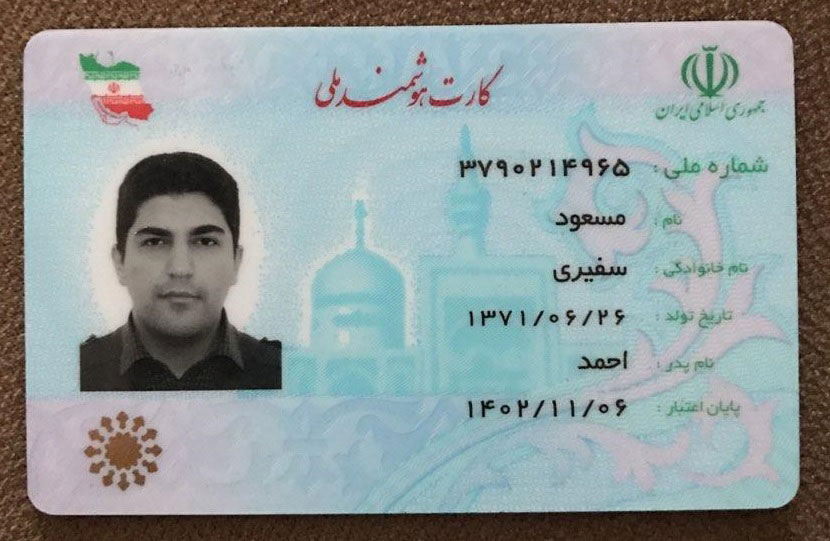 کارت هوشمند ملی
جمهوری اسلامی ایران
شماره ملی : ۳۷۹۰۲۱۴۹۶۵
نام : مسعود
نام خانوادگی : سفیری
تاریخ تولد : ۱۳۷۱/۰۶/۲۶
نام پدر : احمد
پایان اعتبار : ۱۴۰۲/۱۱/۰۶